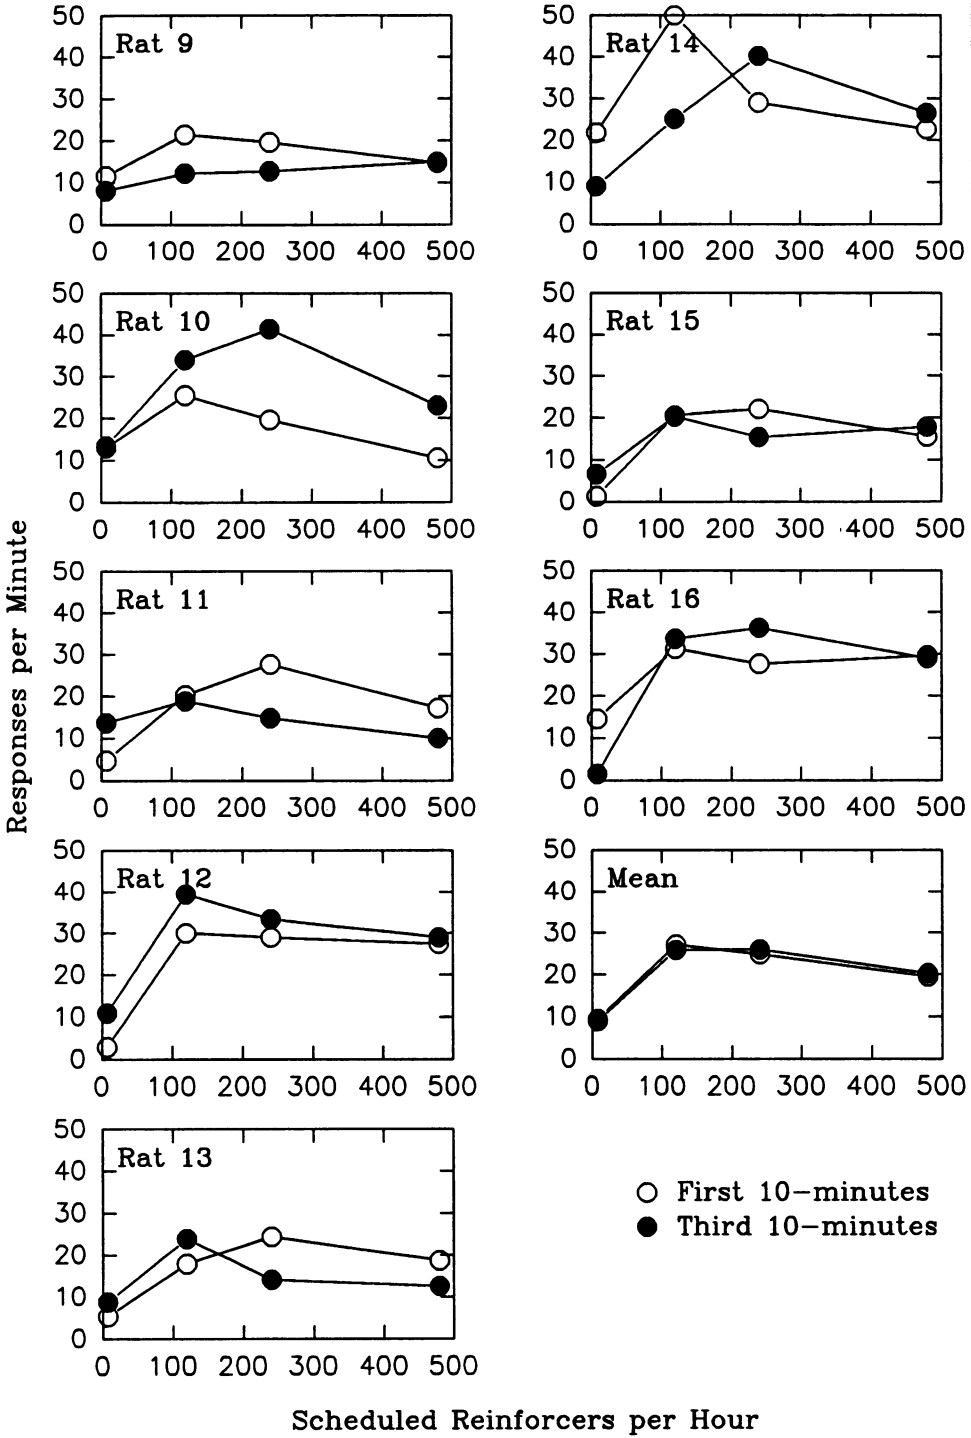 Responses per Minute
50
40
30
20
10
0
Rat 9
0 100 200 300 400 500
50
40
30
20
10
0
Rat 14
0 100 200 300 400 500
50
40
30
20
10
0
Rat 10
0 100 200 300 400 500
50
40
30
20
10
0
Rat 15
0 100 200 300 400 500
50
40
30
20
10
0
Rat 11
0 100 200 300 400 500
50
40
30
20
10
0
Rat 16
0 100 200 300 400 500
50
40
30
20
10
0
Rat 12
0 100 200 300 400 500
50
40
30
20
10
0
Mean
0 100 200 300 400 500
50
40
30
20
10
0
Rat 13
0 100 200 300 400 500
First 10-minutes
Third 10-minutes
Scheduled Reinforcers per Hour